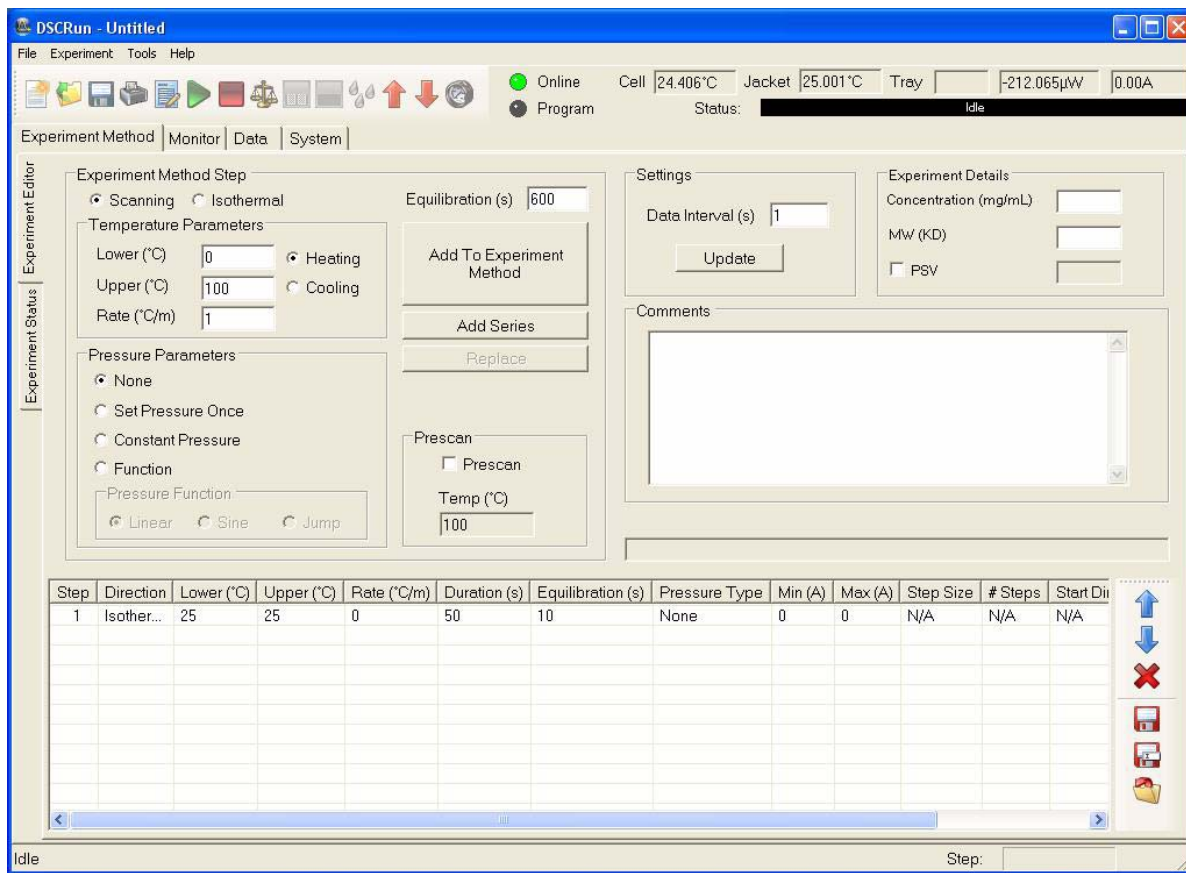 DSCRun - Untitled
File Experiment Tools Help
Online Cell 24.406°C Jacket 25.001°C Tray -212.065µW 0.00A
Program Status: Idle
Experiment Method Monitor Data System
Experiment Editor
Experiment Status
Experiment Method Step
Scanning Isothermal
Equilibration (s) 600
Temperature Parameters
Lower (°C) 0 Heating
Upper (°C) 100 Cooling
Rate (°C/m) 1
Add To Experiment
Method
Add Series
Replace
Pressure Parameters
None
Set Pressure Once
Constant Pressure
Function
Pressure Function
Linear Sine Jump
Prescan
Prescan
Temp (°C)
100
Settings
Data Interval (s) 1
Update
Experiment Details
Concentration (mg/mL)
MW (KD)
PSV
Comments
Step Direction Lower (°C) Upper (°C) Rate (°C/m) Duration (s) Equilibration (s) Pressure Type Min (A) Max (A) Step Size # Steps Start Dir
1 Isother... 25 25 0 50 10 None 0 0 N/A N/A N/A
Idle Step: